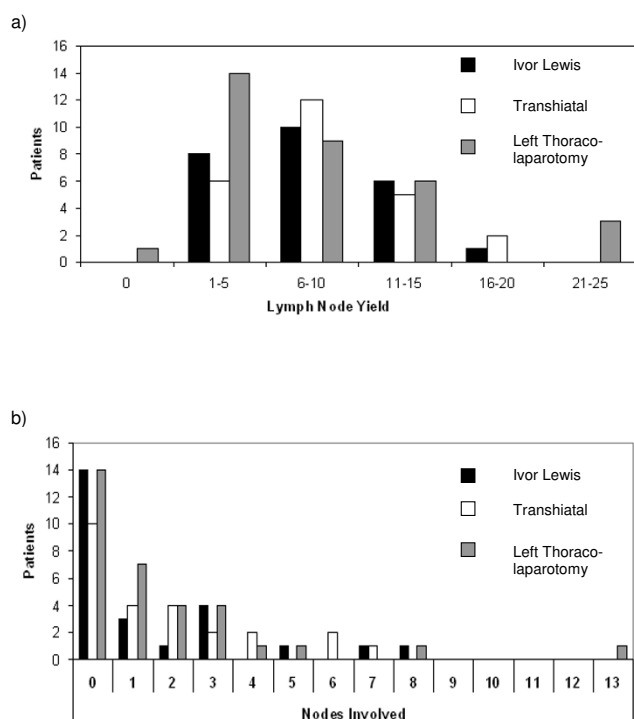 a)
16
14
12
10
8
6
4
2
0
Patients
Ivor Lewis
Transhiatal
Left Thoraco-
laparotomy
0 1-5 6-10 11-15 16-20 21-25
Lymph Node Yield
b)
16
14
12
10
8
6
4
2
0
Patients
Ivor Lewis
Transhiatal
Left Thoraco-
laparotomy
0 1 2 3 4 5 6 7 8 9 10 11 12 13
Nodes Involved